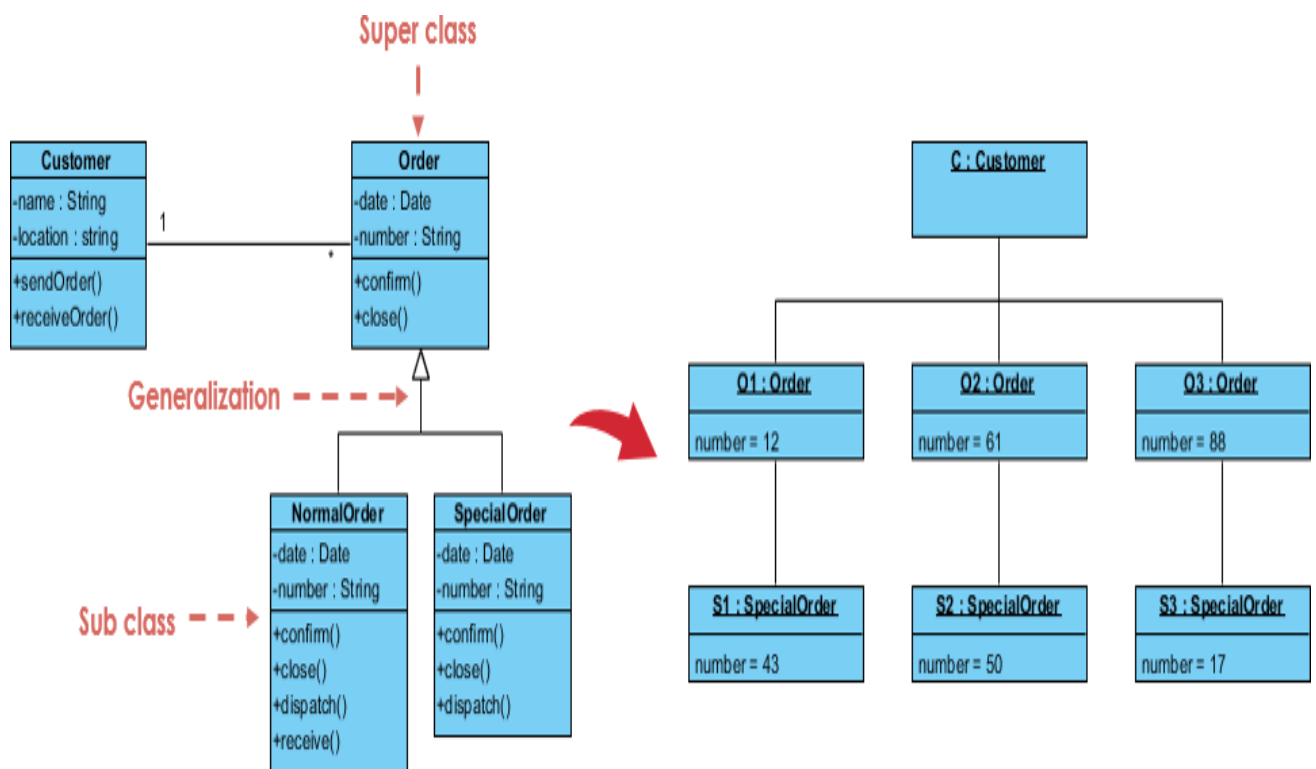 Super class
Customer
-name : String
-location : string
+sendOrder()
+receiveOrder()
1
*
Order
-date : Date
-number : String
+confirm()
+close()
Generalization
NormalOrder
-date : Date
-number : String
+confirm()
+close()
+dispatch()
+receive()
SpecialOrder
-date : Date
-number : String
+confirm()
+close()
+dispatch()
Sub class
C : Customer
O1 : Order
number = 12
O2 : Order
number = 61
O3 : Order
number = 88
S1 : SpecialOrder
number = 43
S2 : SpecialOrder
number = 50
S3 : SpecialOrder
number = 17